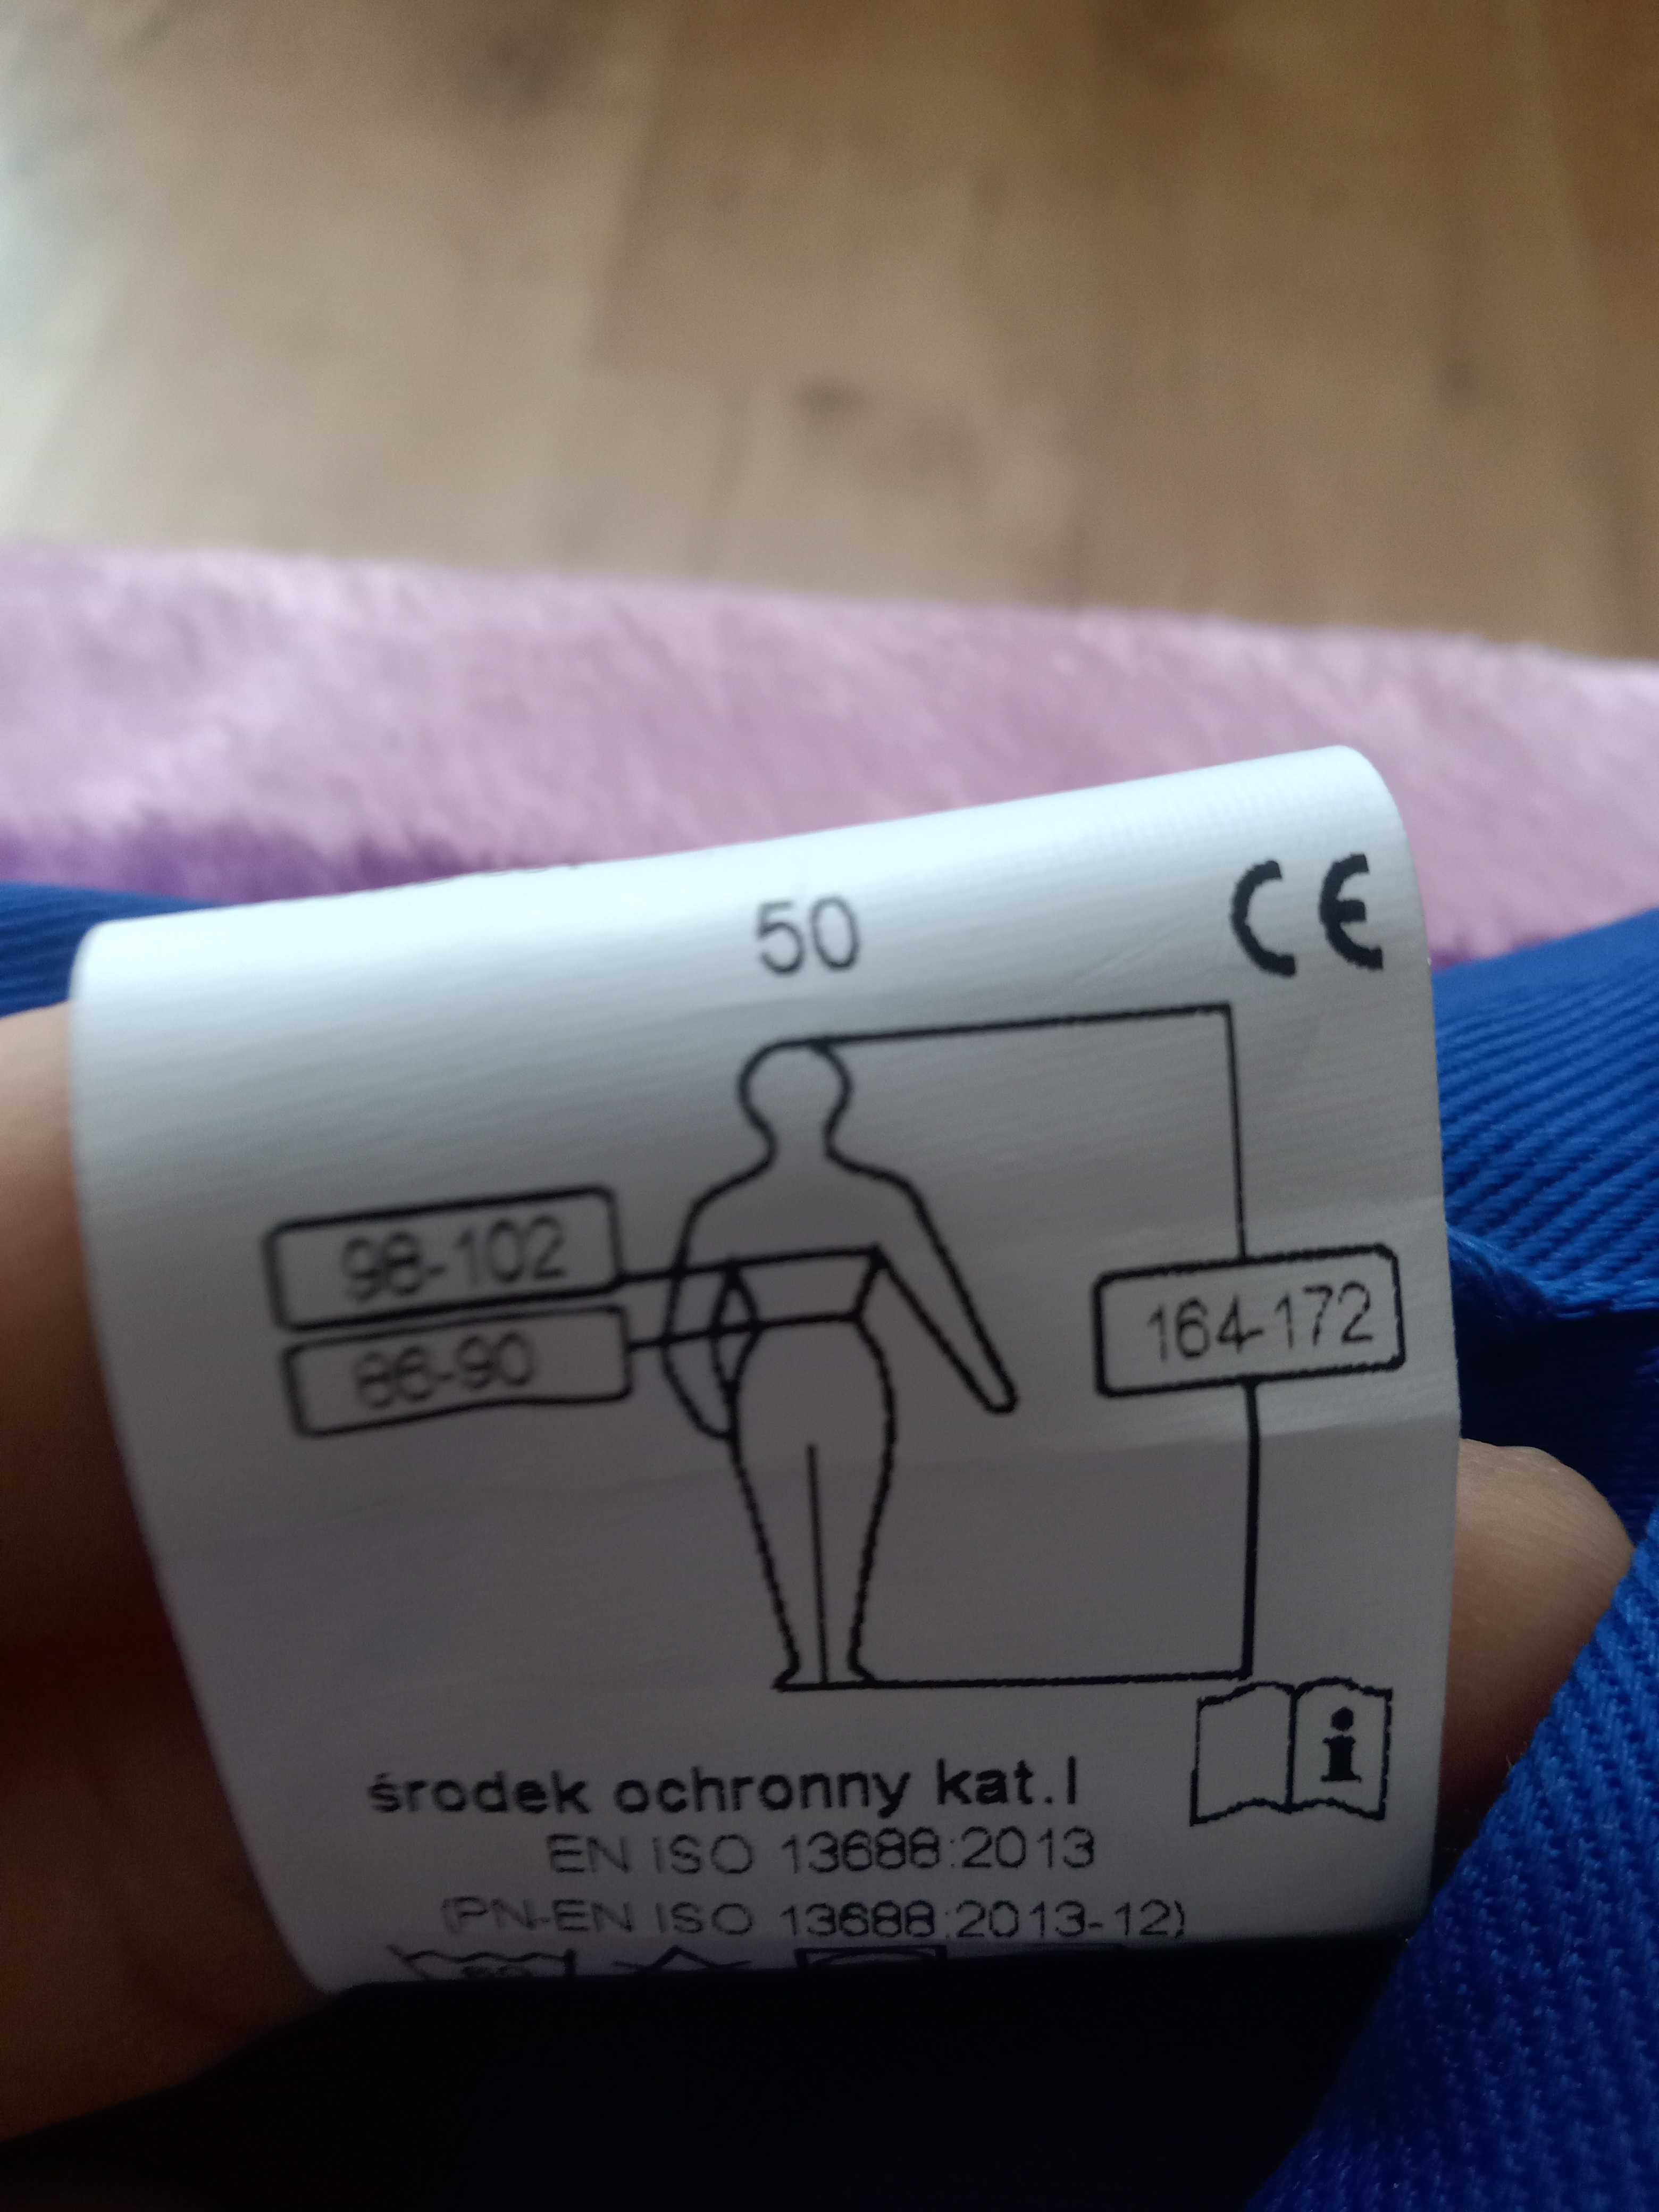 50
CE
98-102
86-90
164-172
i
środek ochronny kat.I
EN ISO 13688:2013
(PN-EN ISO 13688:2013-12)